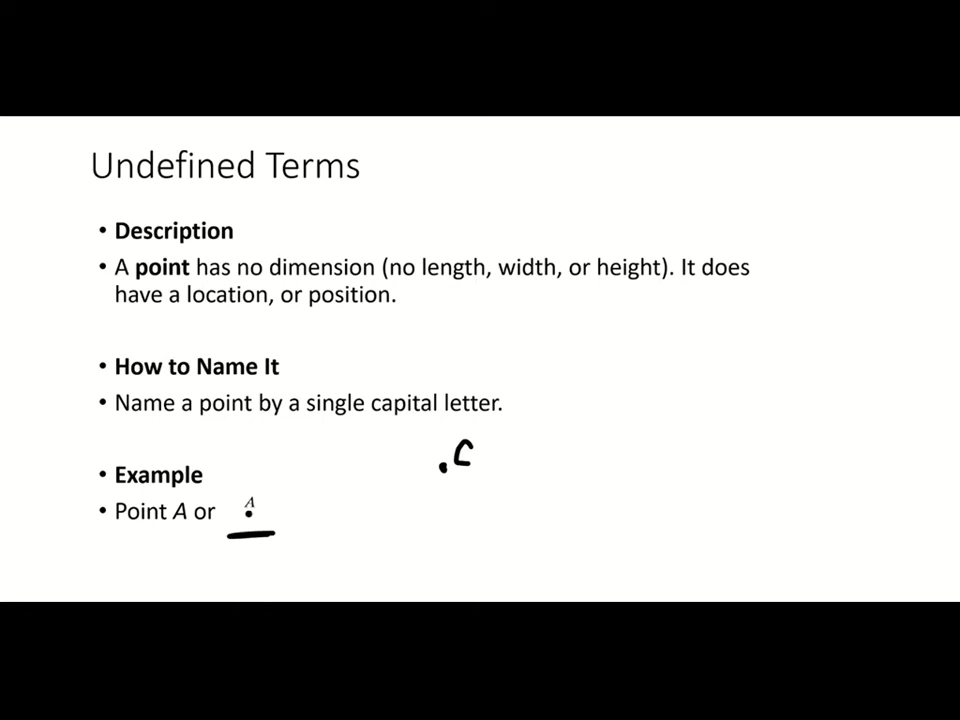 Undefined Terms
• Description
• A point has no dimension (no length, width, or height). It does
have a location, or position.
• How to Name It
• Name a point by a single capital letter.
• Example
A
• Point A or